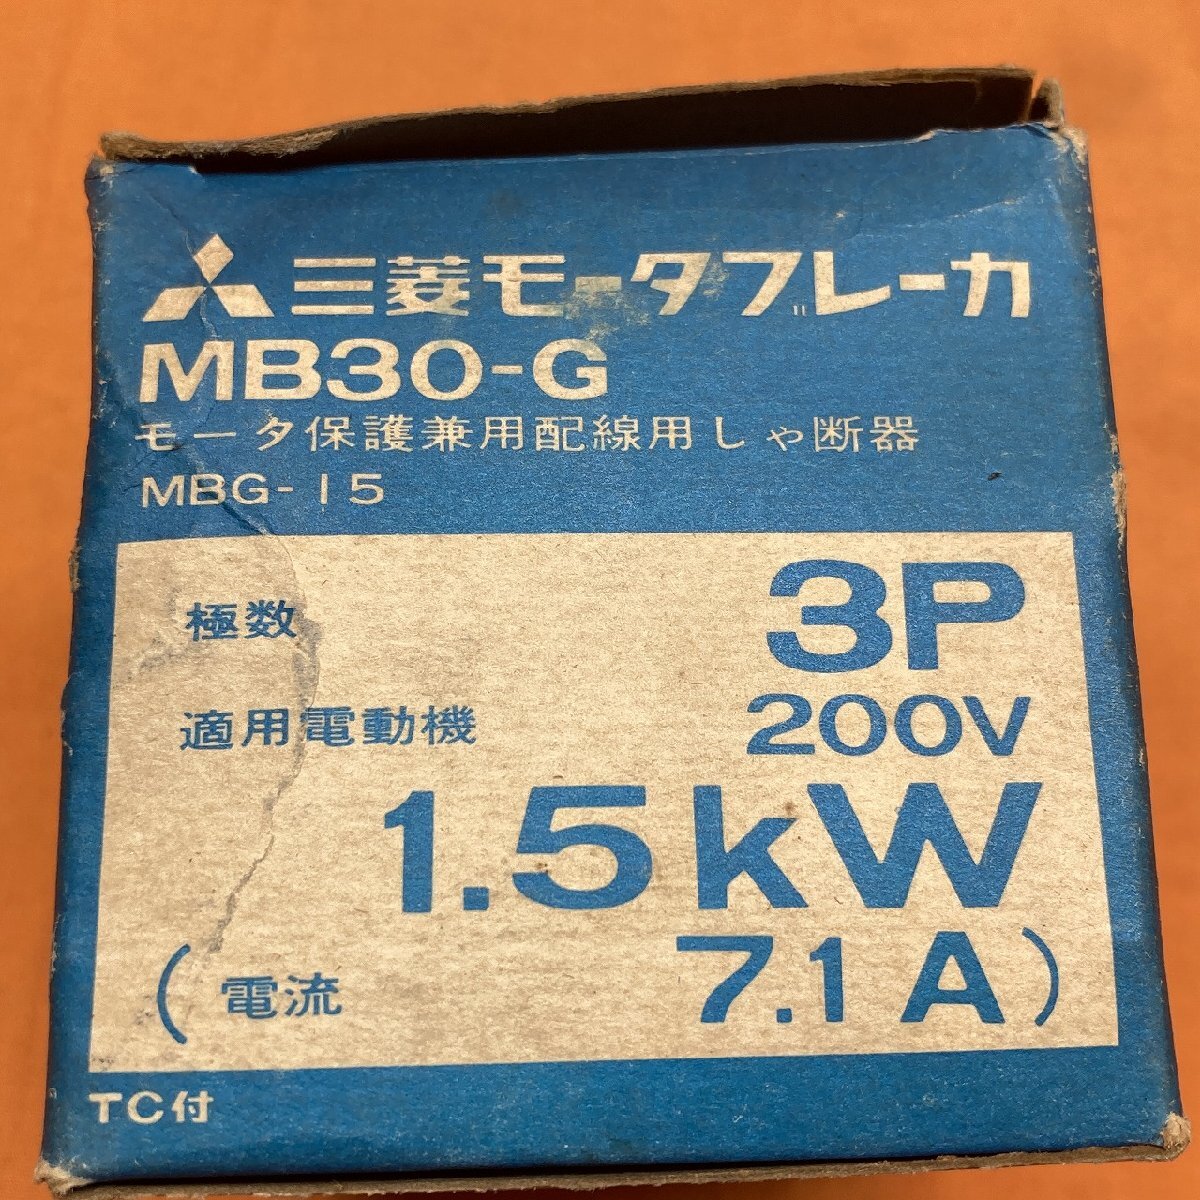 三菱モータブレーカ
MB30-G
モータ保護兼用配線用しゃ断器
MBG-15
極数 3P
適用電動機 200V
1.5kW
(電流 7.1A)
TC付